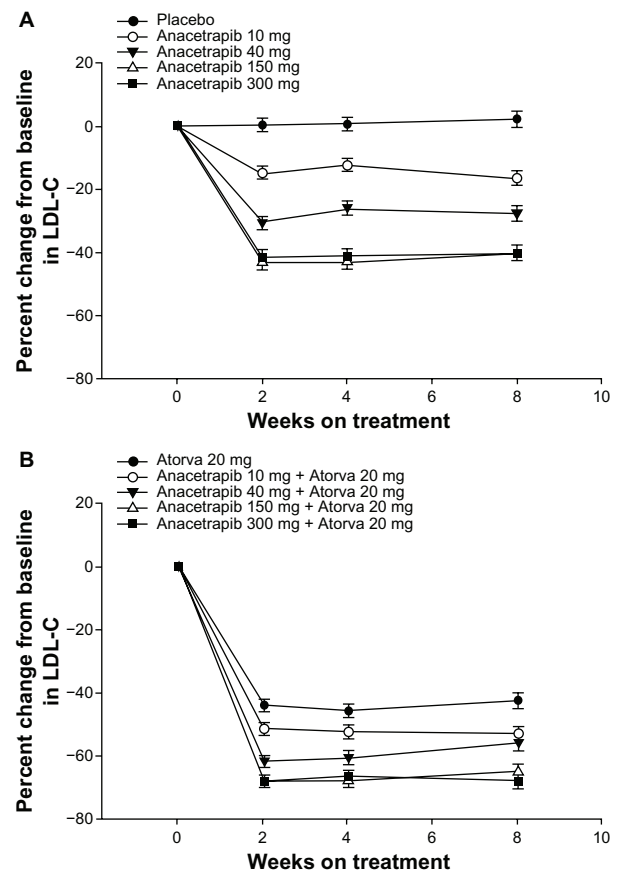 A
Placebo
Anacetrapib 10 mg
Anacetrapib 40 mg
Anacetrapib 150 mg
Anacetrapib 300 mg
20
0
−20
−40
−60
−80
Percent change from baseline
in LDL-C
0 2 4 6 8 10
Weeks on treatment
B
Atorva 20 mg
Anacetrapib 10 mg + Atorva 20 mg
Anacetrapib 40 mg + Atorva 20 mg
Anacetrapib 150 mg + Atorva 20 mg
Anacetrapib 300 mg + Atorva 20 mg
20
0
−20
−40
−60
−80
Percent change from baseline
in LDL-C
0 2 4 6 8 10
Weeks on treatment